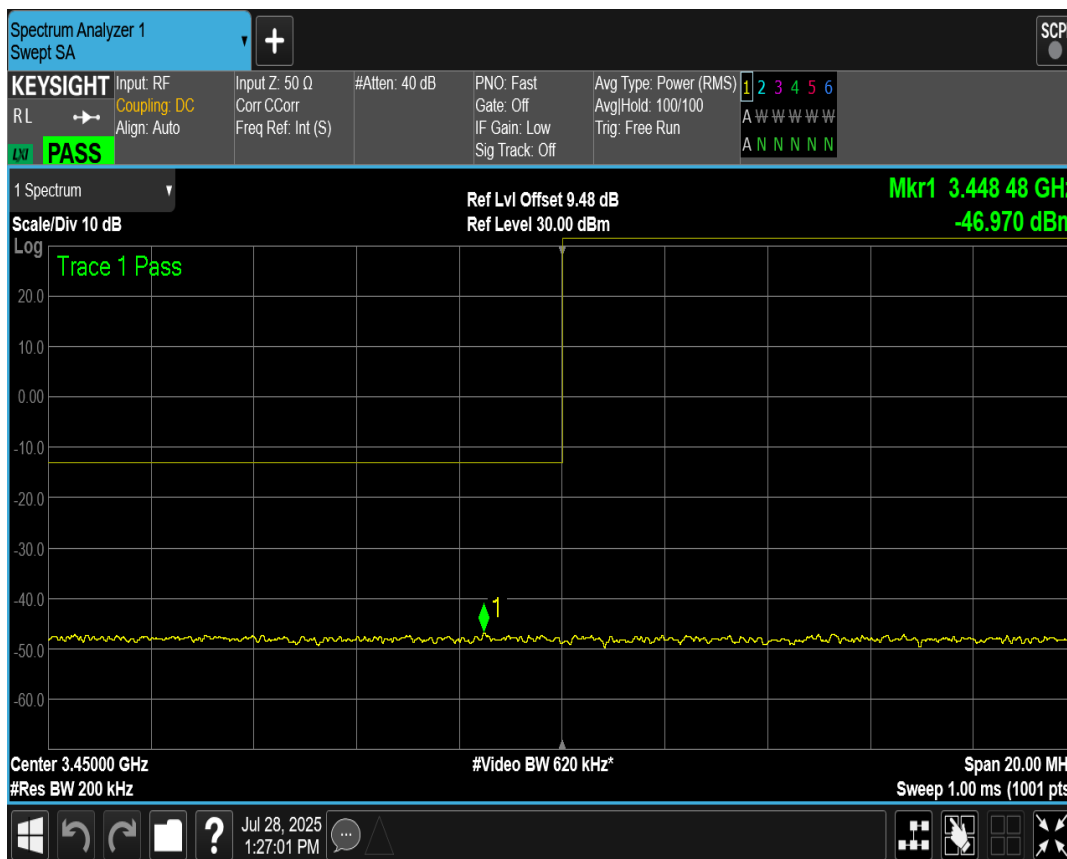 Spectrum Analyzer 1
Swept SA
+
SCP
KEYSIGHT
RL
LXI PASS
Input: RF
Coupling: DC
Align: Auto
Input Z: 50 Ω
Corr CCorr
Freq Ref: Int (S)
#Atten: 40 dB
PNO: Fast
Gate: Off
IF Gain: Low
Sig Track: Off
Avg Type: Power (RMS)
Avg|Hold: 100/100
Trig: Free Run
1 2 3 4 5 6
A W W W W W
A N N N N N
1 Spectrum
Scale/Div 10 dB
Ref Lvl Offset 9.48 dB
Ref Level 30.00 dBm
Mkr1 3.448 48 GHz
-46.970 dBm
Log
Trace 1 Pass
20.0
10.0
0.00
-10.0
-20.0
-30.0
-40.0
1
-50.0
-60.0
Center 3.45000 GHz
#Video BW 620 kHz*
Span 20.00 MH
#Res BW 200 kHz
Sweep 1.00 ms (1001 pts
?
Jul 28, 2025
1:27:01 PM